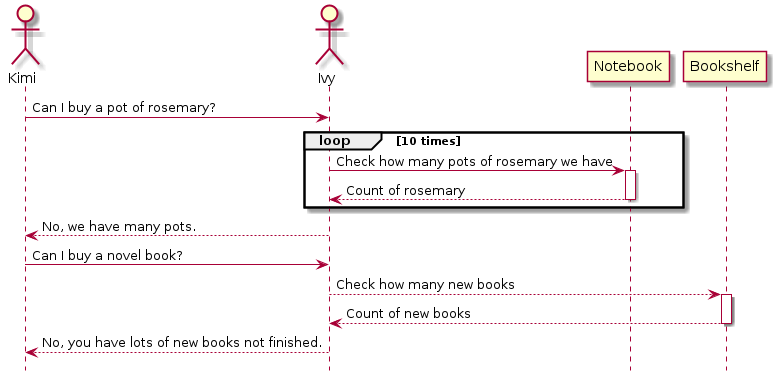 Kimi
Ivy
Notebook
Bookshelf
Can I buy a pot of rosemary?
loop [10 times]
Check how many pots of rosemary we have
Count of rosemary
No, we have many pots.
Can I buy a novel book?
Check how many new books
Count of new books
No, you have lots of new books not finished.